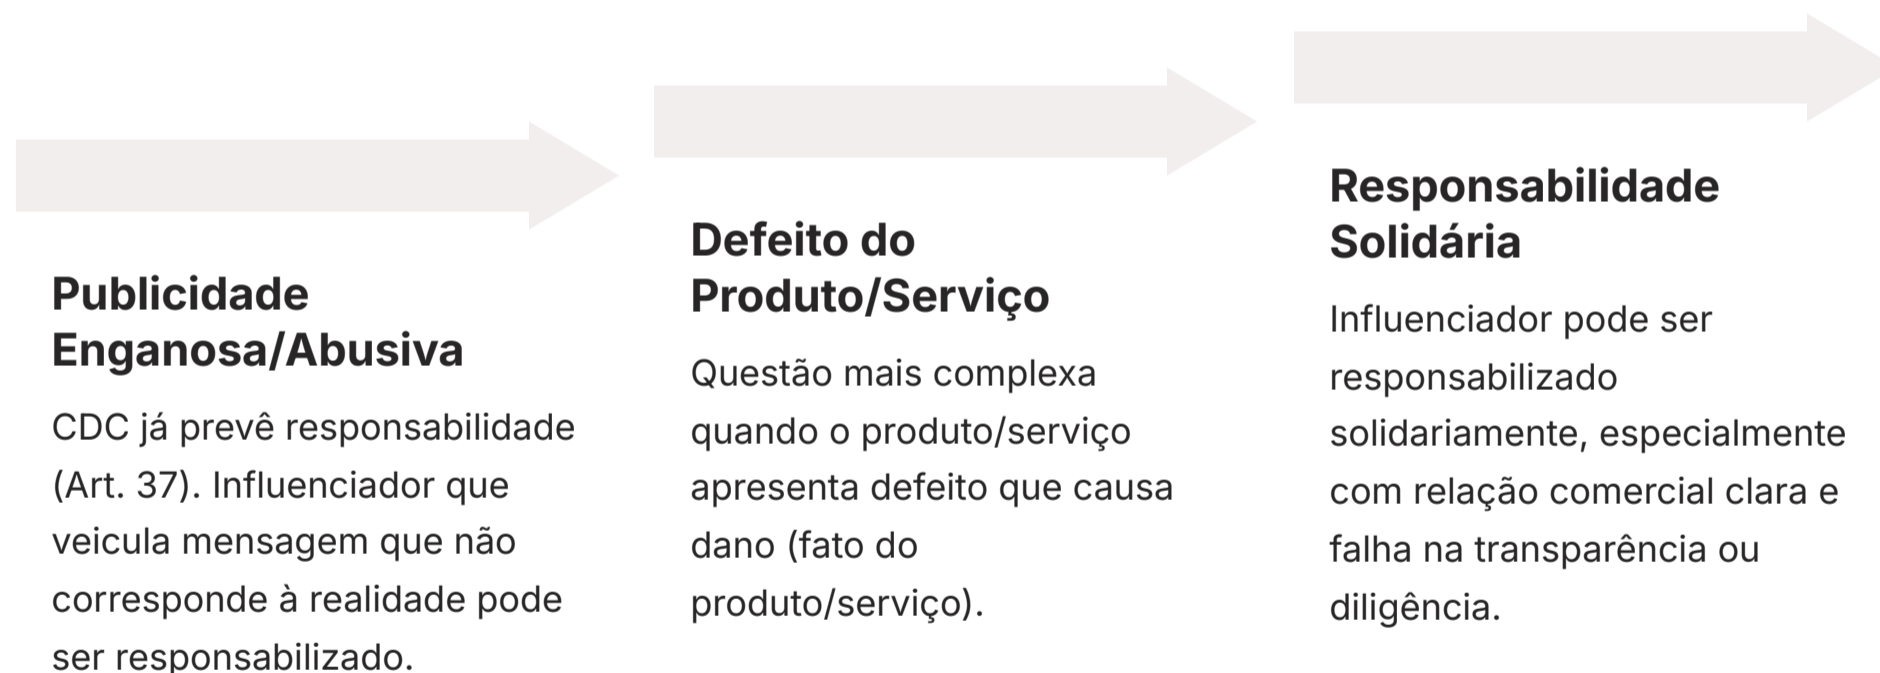 Publicidade
Enganosa/Abusiva
CDC já prevê responsabilidade
(Art. 37). Influenciador que
veicula mensagem que não
corresponde à realidade pode
ser responsabilizado.
Defeito do
Produto/Serviço
Questão mais complexa
quando o produto/serviço
apresenta defeito que causa
dano (fato do
produto/serviço).
Responsabilidade
Solidária
Influenciador pode ser
responsabilizado
solidariamente, especialmente
com relação comercial clara e
falha na transparência ou
diligência.